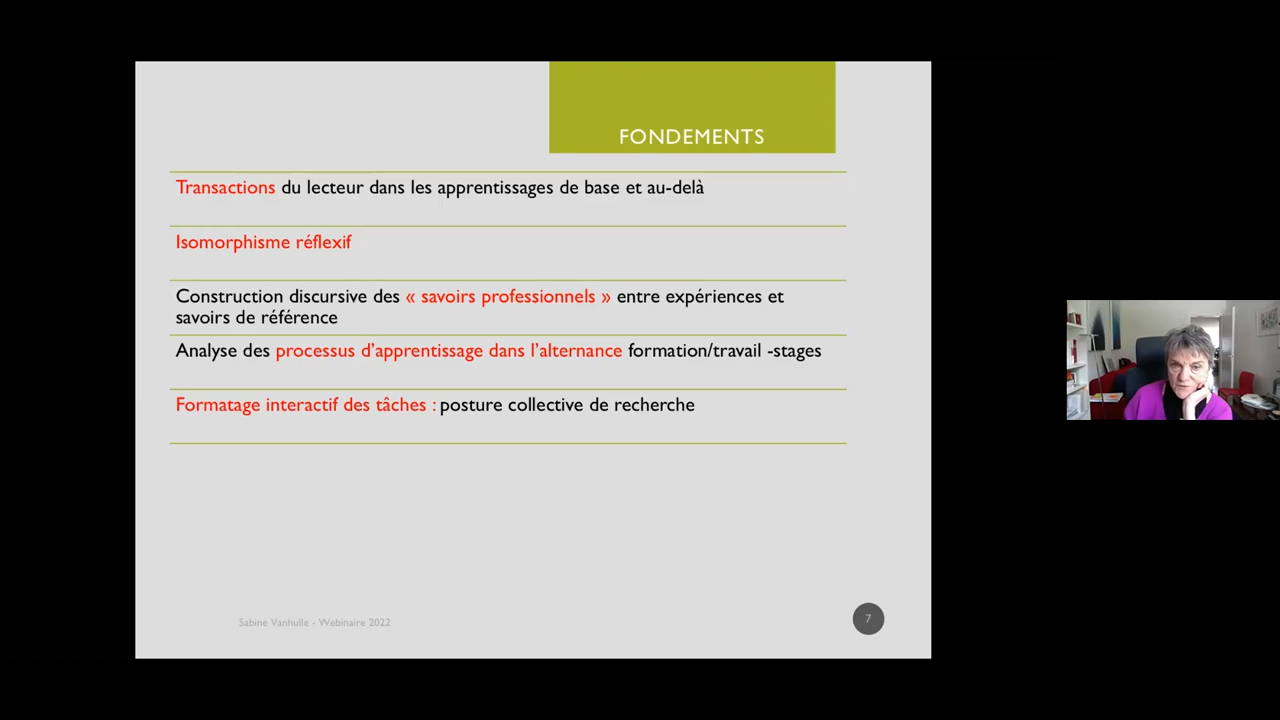 FONDEMENTS
Transactions du lecteur dans les apprentissages de base et au-delà
Isomorphisme réflexif
Construction discursive des « savoirs professionnels » entre expériences et
savoirs de référence
Analyse des processus d’apprentissage dans l’alternance formation/travail -stages
Formatage interactif des tâches : posture collective de recherche
Sabine Vanhulle - Webinaire 2022
7